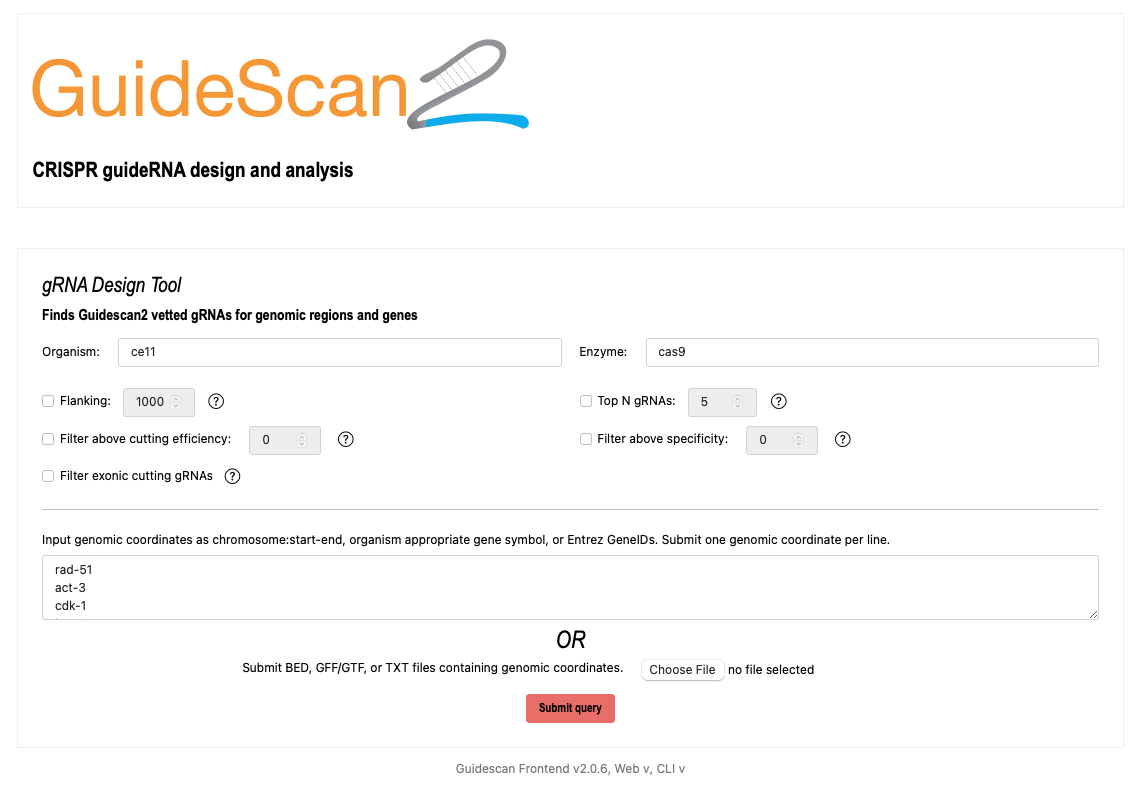 GuideScan2
CRISPR guideRNA design and analysis
gRNA Design Tool
Finds Guidescan2 vetted gRNAs for genomic regions and genes
Organism: ce11 Enzyme: cas9
Flanking: 1000 ? Top N gRNAs: 5 ?
Filter above cutting efficiency: 0 ? Filter above specificity: 0 ?
Filter exonic cutting gRNAs ?
Input genomic coordinates as chromosome:start-end, organism appropriate gene symbol, or Entrez GeneIDs. Submit one genomic coordinate per line.
rad-51
act-3
cdk-1
OR
Submit BED, GFF/GTF, or TXT files containing genomic coordinates. Choose File no file selected
Submit query
Guidescan Frontend v2.0.6, Web v, CLI v